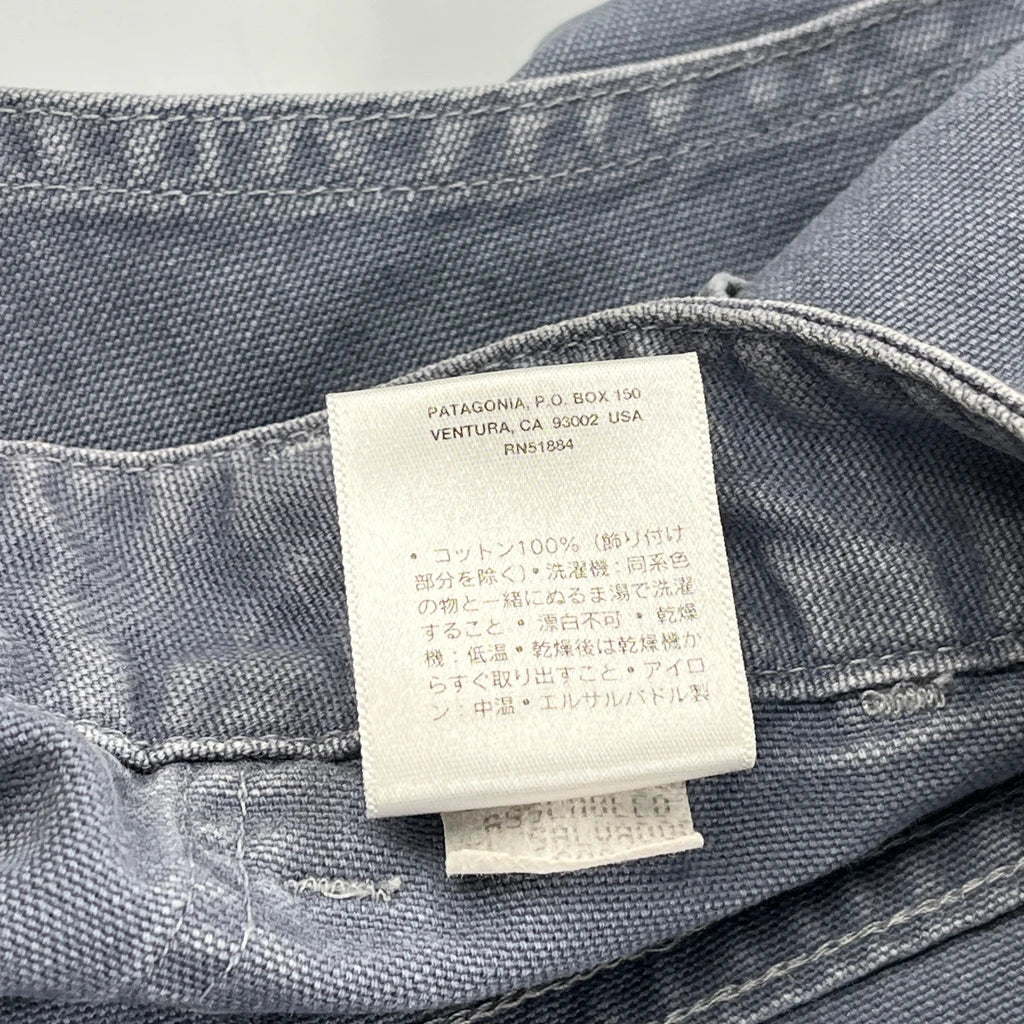 PATAGONIA, P.O. BOX 150
VENTURA, CA 93002 USA
RN51884
• コットン100% (飾り付け
部分を除く)• 洗濯機:同系色
の物と一緒にぬるま湯で洗濯
すること • 漂白不可 • 乾燥
機:低温 • 乾燥後は乾燥機か
らすぐ取り出すこと • アイロ
ン:中温 • エルサルバドル製